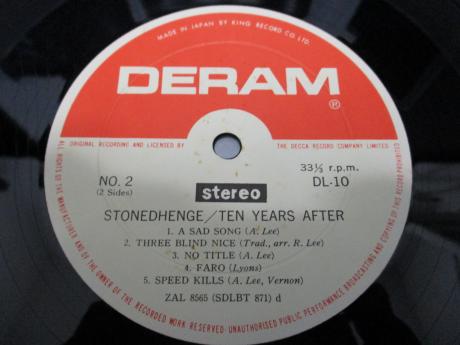 MADE IN JAPAN BY KING RECORD CO. LTD.
DERAM
®
ORIGINAL RECORDING AND LICENSED BY THE DECCA RECORD COMPANY LIMITED
NO. 2
(2 Sides)
33⅓ r.p.m.
DL-10
stereo
STONEDHENGE/TEN YEARS AFTER
1. A SAD SONG (A. Lee)
2. THREE BLIND NICE (Trad., arr. R. Lee)
3. NO TITLE (A. Lee)
4. FARO (Lyons)
5. SPEED KILLS (A. Lee, Vernon)
ZAL 8565 (SDLBT 871) d
ALL RIGHTS OF THE MANUFACTURER AND OF THE OWNER OF THE RECORDED WORK RESERVED. UNAUTHORISED PUBLIC PERFORMANCE BROADCASTING AND COPYING OF THIS RECORD PROHIBITED